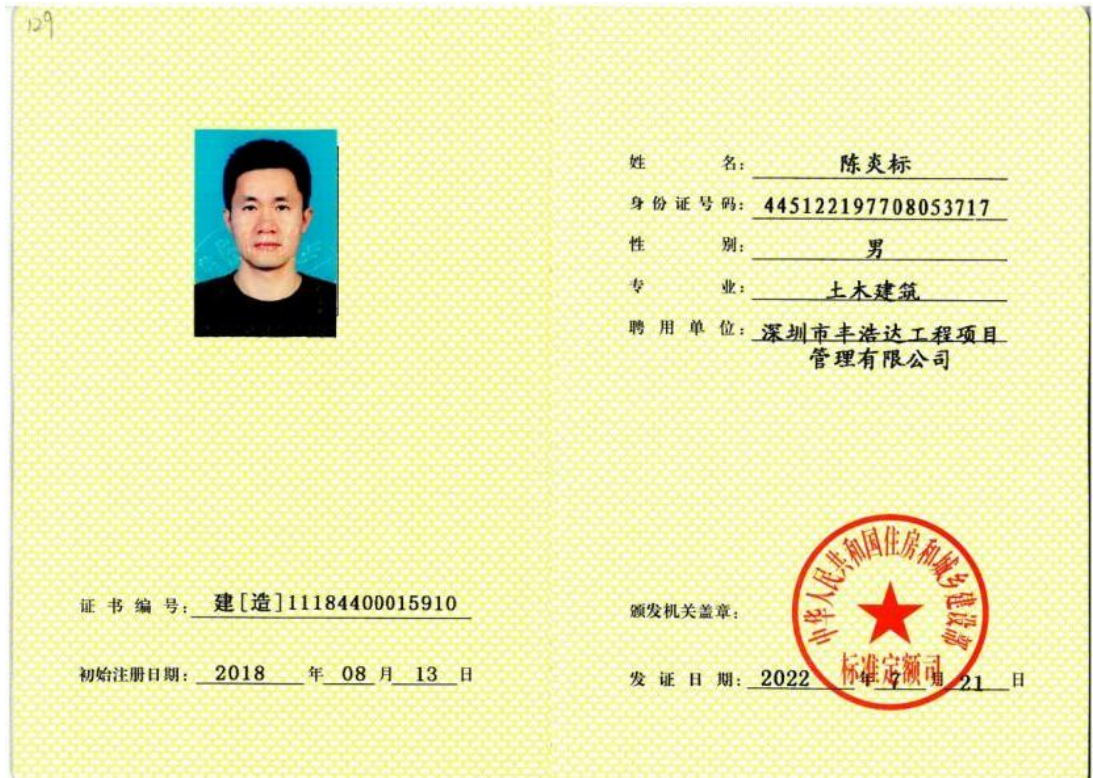 129
姓 名: 陈炎标
身份证号码: 445122197708053717
性 别: 男
专 业: 土木建筑
聘用单位: 深圳市丰浩达工程项目
管理有限公司
证书编号: 建[造]11184400015910
初始注册日期: 2018 年 08 月 13 日
颁发机关盖章:
中华人民共和国住房和城乡建设部
标准定额司
发证日期: 2022 年 7 月 21 日